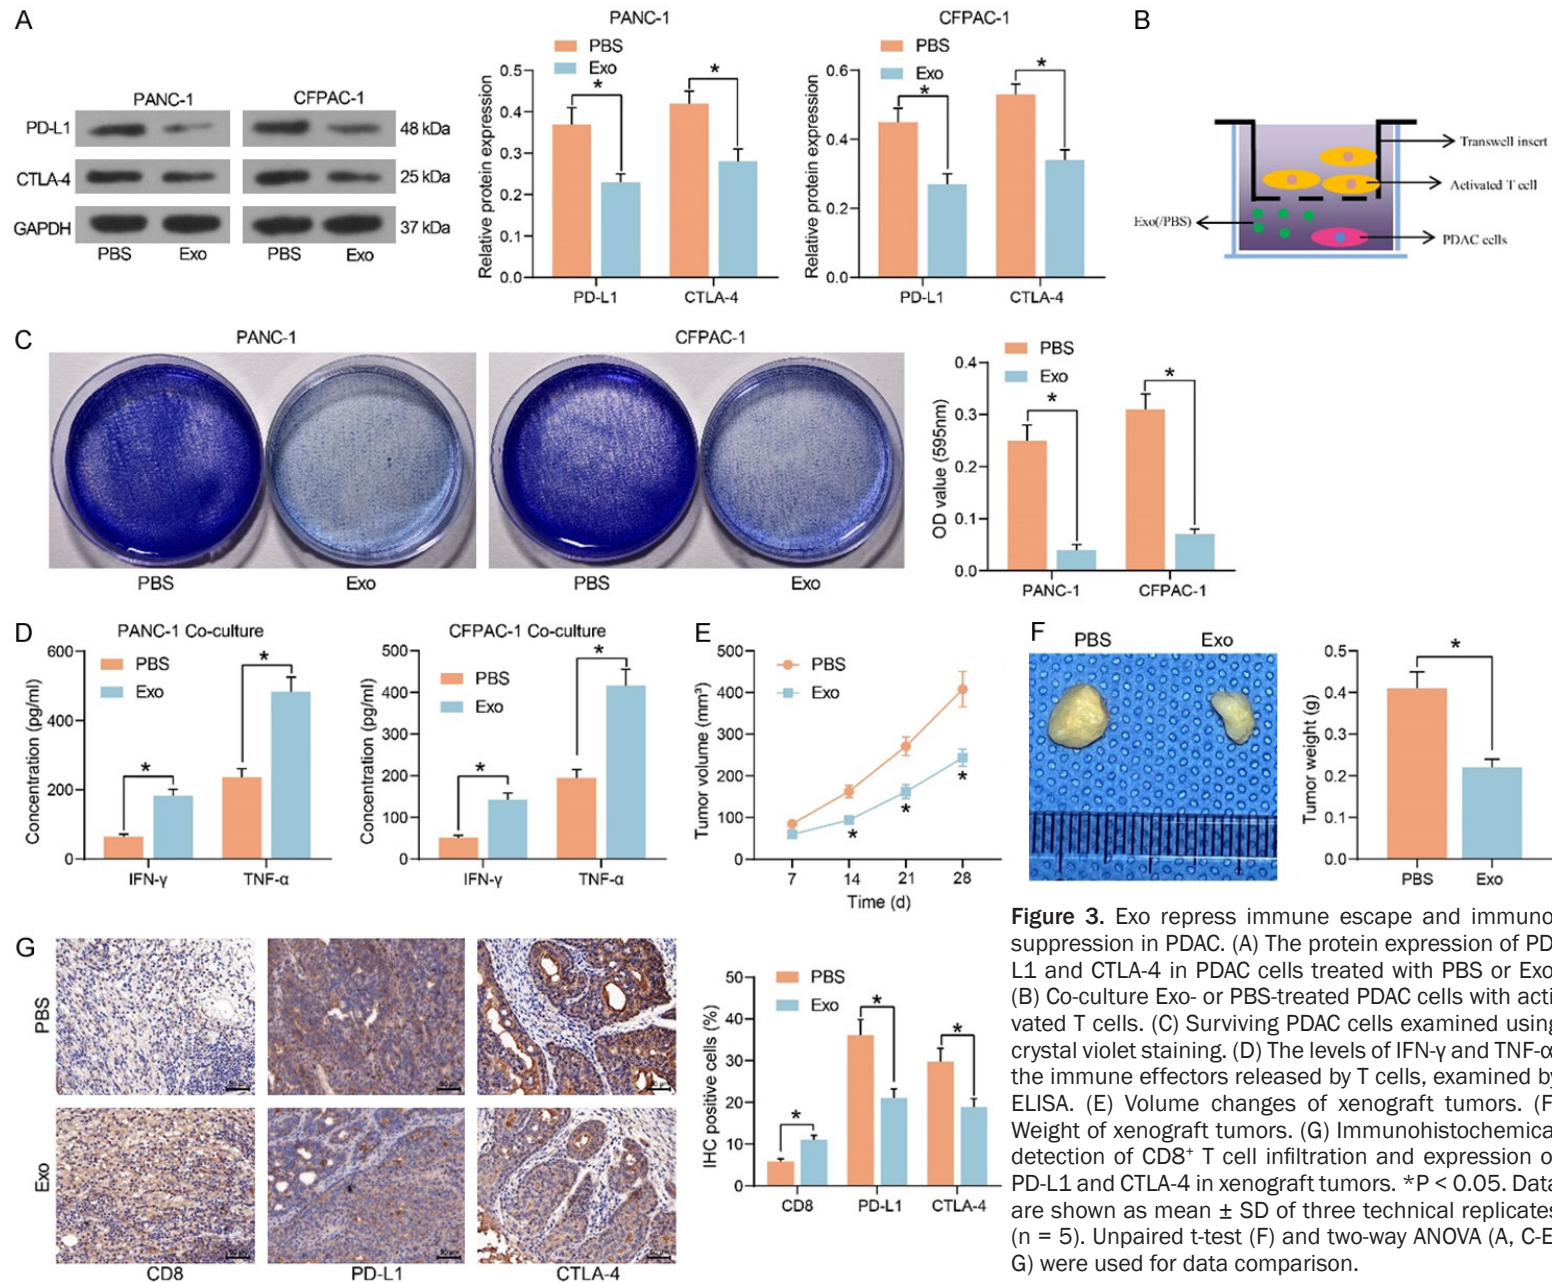 A
PANC-1
CFPAC-1
PD-L1
48 kDa
CTLA-4
25 kDa
GAPDH
37 kDa
PBS
Exo
PBS
Exo
PANC-1
PBS
Exo
Relative protein expression
0.5
0.4
0.3
0.2
0.1
0.0
*
*
PD-L1
CTLA-4
CFPAC-1
PBS
Exo
Relative protein expression
0.6
0.4
0.2
0.0
*
*
PD-L1
CTLA-4
B
Transwell insert
Activated T cell
Exo(/PBS)
PDAC cells
C
PANC-1
CFPAC-1
PBS
Exo
PBS
Exo
PBS
Exo
OD value (595nm)
0.4
0.3
0.2
0.1
0.0
*
*
PANC-1
CFPAC-1
D
PANC-1 Co-culture
PBS
Exo
Concentration (pg/ml)
600
400
200
0
*
*
IFN-γ
TNF-α
CFPAC-1 Co-culture
PBS
Exo
Concentration (pg/ml)
500
400
300
200
100
0
*
*
IFN-γ
TNF-α
E
PBS
Exo
Tumor volume (mm³)
500
400
300
200
100
0
*
*
*
7
14
21
28
Time (d)
F
PBS
Exo
Tumor weight (g)
0.5
0.4
0.3
0.2
0.1
0.0
*
PBS
Exo
G
PBS
Exo
50 μm
50 μm
50 μm
50 μm
50 μm
50 μm
CD8
PD-L1
CTLA-4
PBS
Exo
IHC positive cells (%)
50
40
30
20
10
0
*
*
*
CD8
PD-L1
CTLA-4
Figure 3. Exo repress immune escape and immuno
suppression in PDAC. (A) The protein expression of PD
L1 and CTLA-4 in PDAC cells treated with PBS or Exo
(B) Co-culture Exo- or PBS-treated PDAC cells with acti
vated T cells. (C) Surviving PDAC cells examined using
crystal violet staining. (D) The levels of IFN-γ and TNF-α
the immune effectors released by T cells, examined by
ELISA. (E) Volume changes of xenograft tumors. (F
Weight of xenograft tumors. (G) Immunohistochemica
detection of CD8⁺ T cell infiltration and expression o
PD-L1 and CTLA-4 in xenograft tumors. *P < 0.05. Data
are shown as mean ± SD of three technical replicates
(n = 5). Unpaired t-test (F) and two-way ANOVA (A, C-E
G) were used for data comparison.